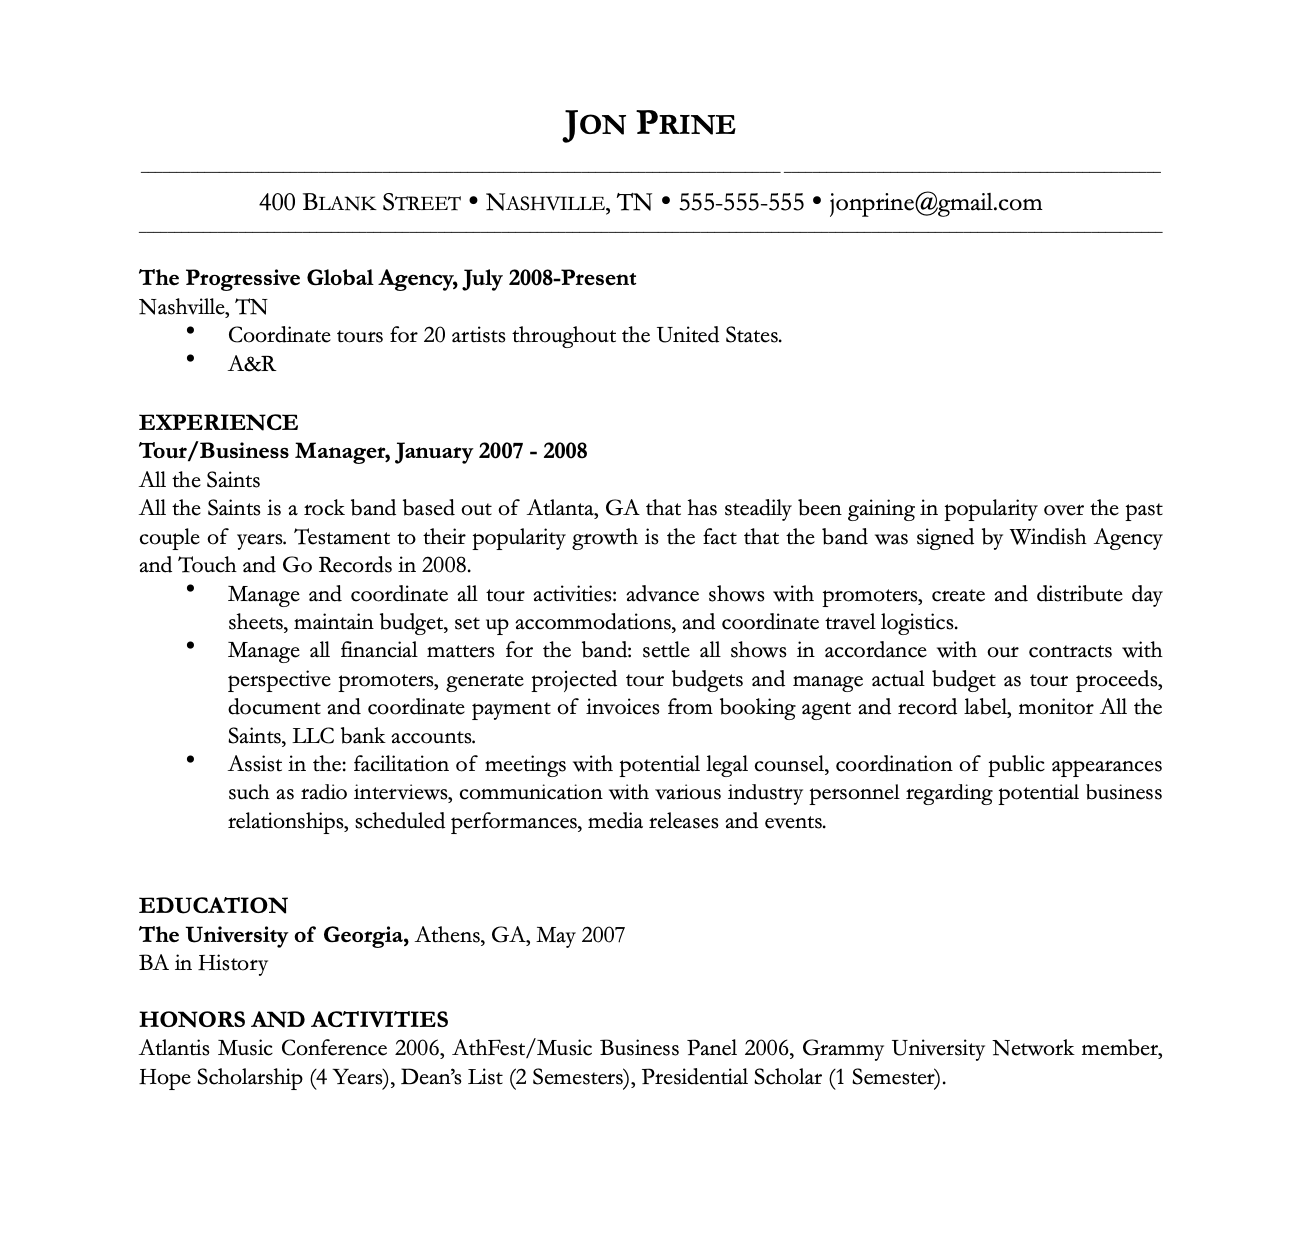 JON PRINE
400 BLANK STREET • NASHVILLE, TN • 555-555-555 • jonprine@gmail.com
The Progressive Global Agency, July 2008-Present
Nashville, TN
• Coordinate tours for 20 artists throughout the United States.
• A&R
EXPERIENCE
Tour/Business Manager, January 2007 - 2008
All the Saints
All the Saints is a rock band based out of Atlanta, GA that has steadily been gaining in popularity over the past
couple of years. Testament to their popularity growth is the fact that the band was signed by Windish Agency
and Touch and Go Records in 2008.
• Manage and coordinate all tour activities: advance shows with promoters, create and distribute day
sheets, maintain budget, set up accommodations, and coordinate travel logistics.
• Manage all financial matters for the band: settle all shows in accordance with our contracts with
perspective promoters, generate projected tour budgets and manage actual budget as tour proceeds,
document and coordinate payment of invoices from booking agent and record label, monitor All the
Saints, LLC bank accounts.
• Assist in the: facilitation of meetings with potential legal counsel, coordination of public appearances
such as radio interviews, communication with various industry personnel regarding potential business
relationships, scheduled performances, media releases and events.
EDUCATION
The University of Georgia, Athens, GA, May 2007
BA in History
HONORS AND ACTIVITIES
Atlantis Music Conference 2006, AthFest/Music Business Panel 2006, Grammy University Network member,
Hope Scholarship (4 Years), Dean’s List (2 Semesters), Presidential Scholar (1 Semester).